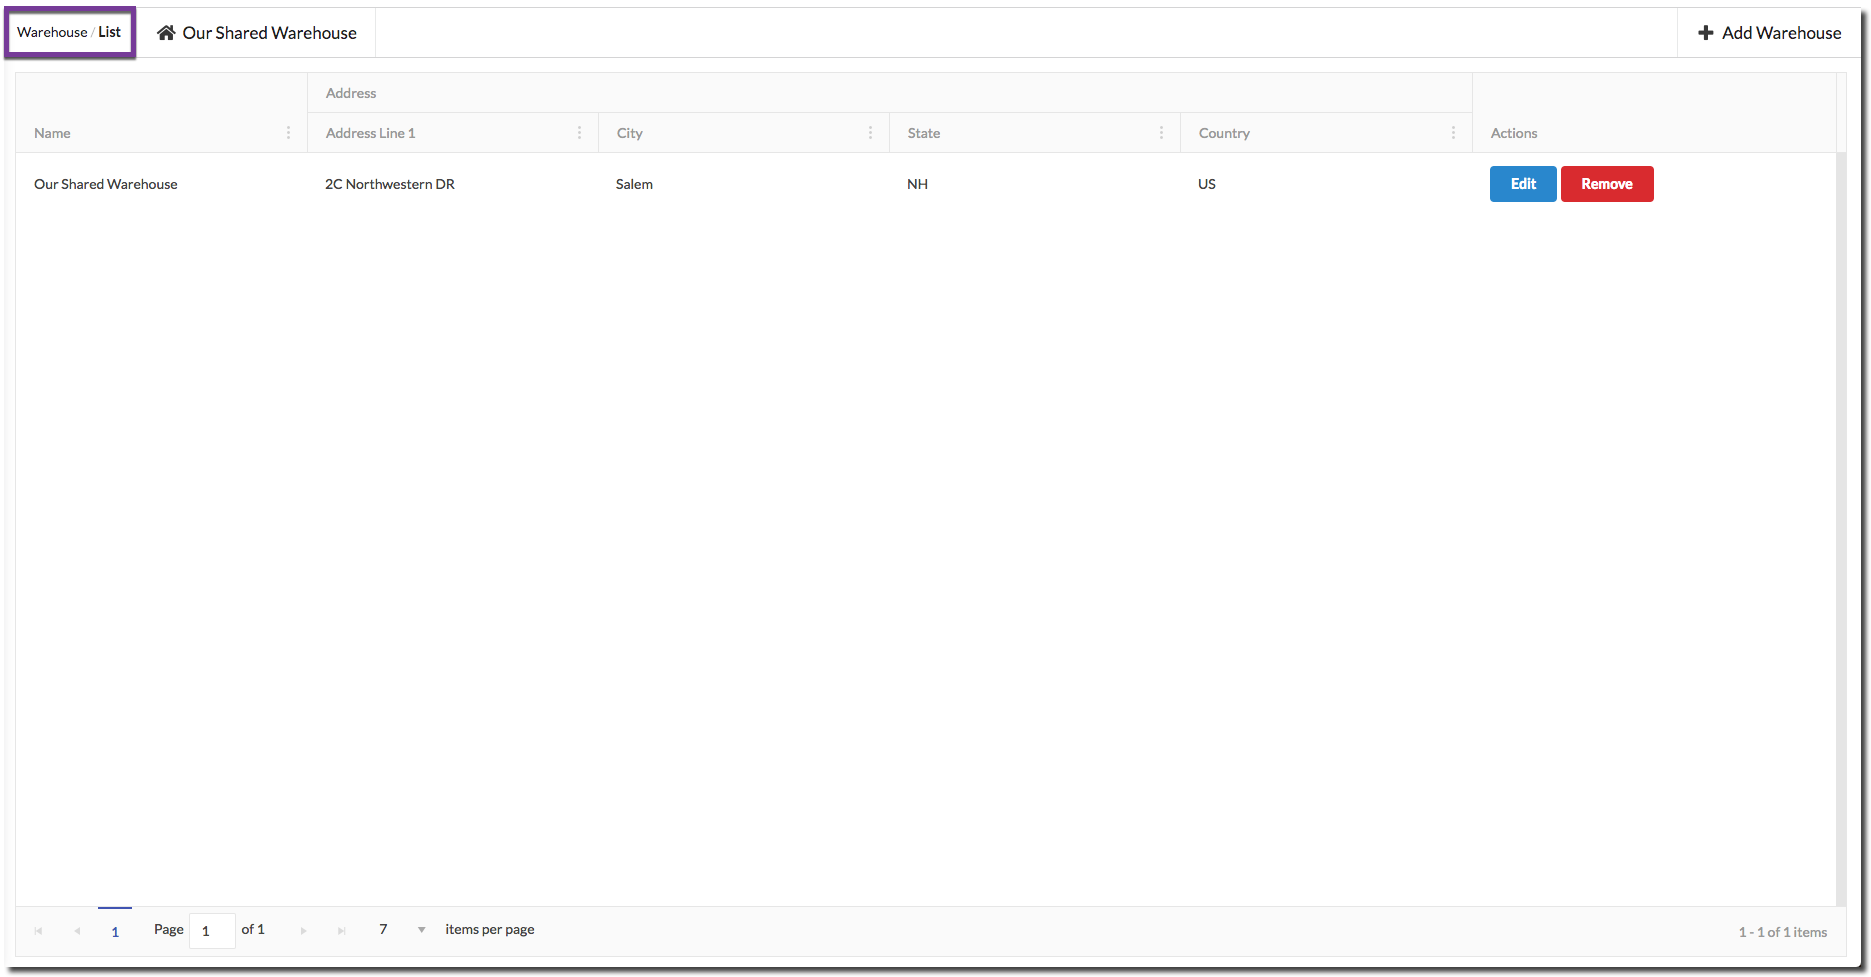 Warehouse / List Our Shared Warehouse Add Warehouse
Address
Name Address Line 1 City State Country Actions
Our Shared Warehouse 2C Northwestern DR Salem NH US Edit Remove
1 Page 1 of 1 7 items per page 1 - 1 of 1 items